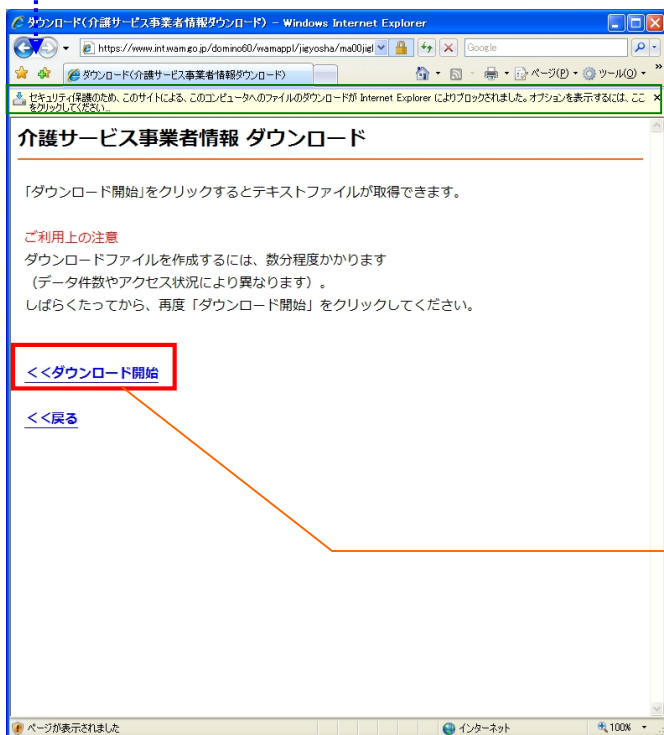 ダウンロード(介護サービス事業者情報ダウンロード) - Windows Internet Explorer
https://www.int.wam.go.jp/domino60/wamappl/jigyosha/ma00jigl
Google
ダウンロード(介護サービス事業者情報ダウンロード)
ページ(P)
ツール(O)
»
セキュリティ保護のため、このサイトによる、このコンピュータへのファイルのダウンロードが Internet Explorer によりブロックされました。オプションを表示するには、ここ
をクリックしてください...
介護サービス事業者情報 ダウンロード
「ダウンロード開始」をクリックするとテキストファイルが取得できます。
ご利用上の注意
ダウンロードファイルを作成するには、数分程度かかります
（データ件数やアクセス状況により異なります）。
しばらくたってから、再度「ダウンロード開始」をクリックしてください。
<<ダウンロード開始
<<戻る
ページが表示されました
インターネット
100%